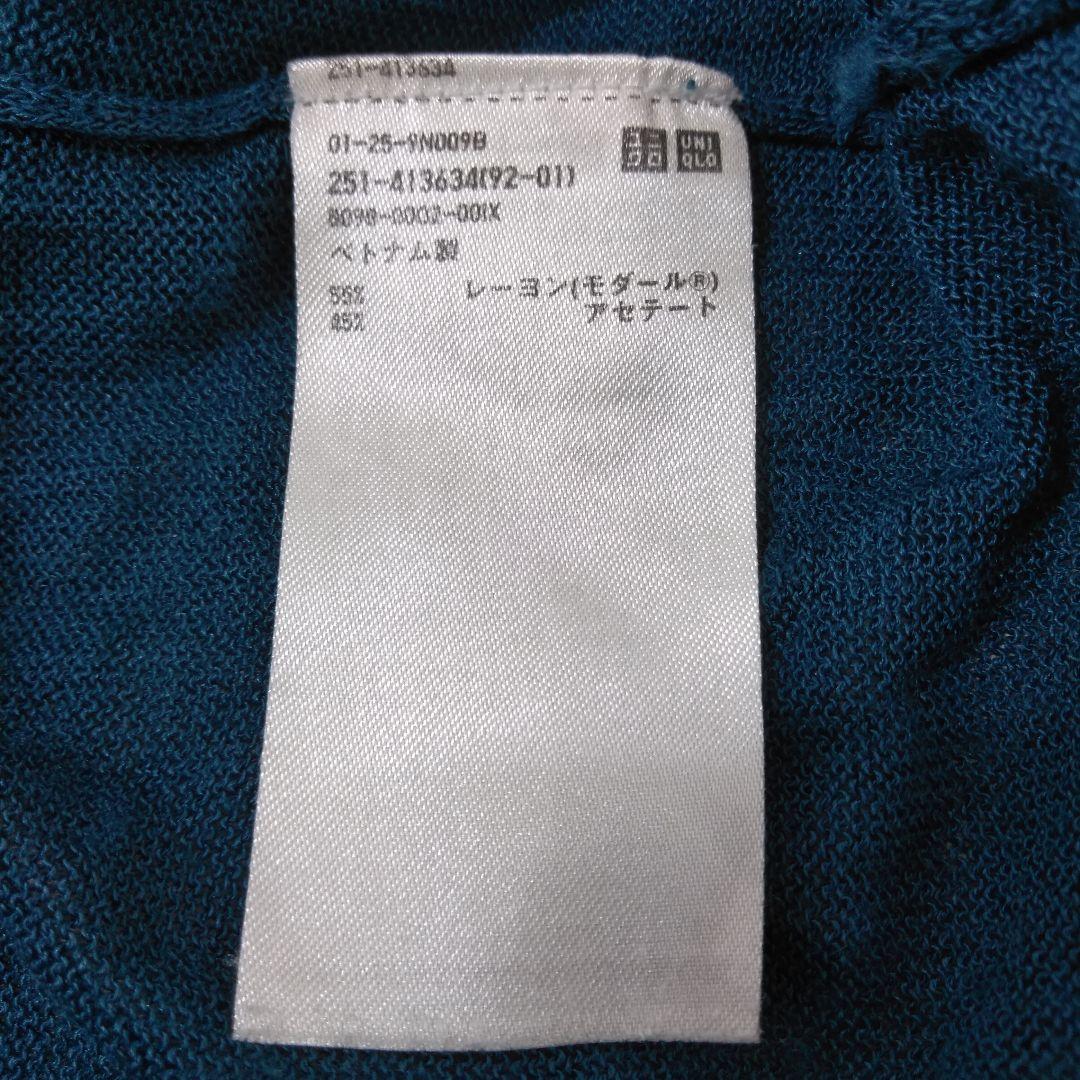 251-413634
01-25-9N009B
ユニクロ UNIQLO
251-413634(92-01)
8098-0002-00IX
ベトナム製
55% レーヨン(モダール®)
45% アセテート